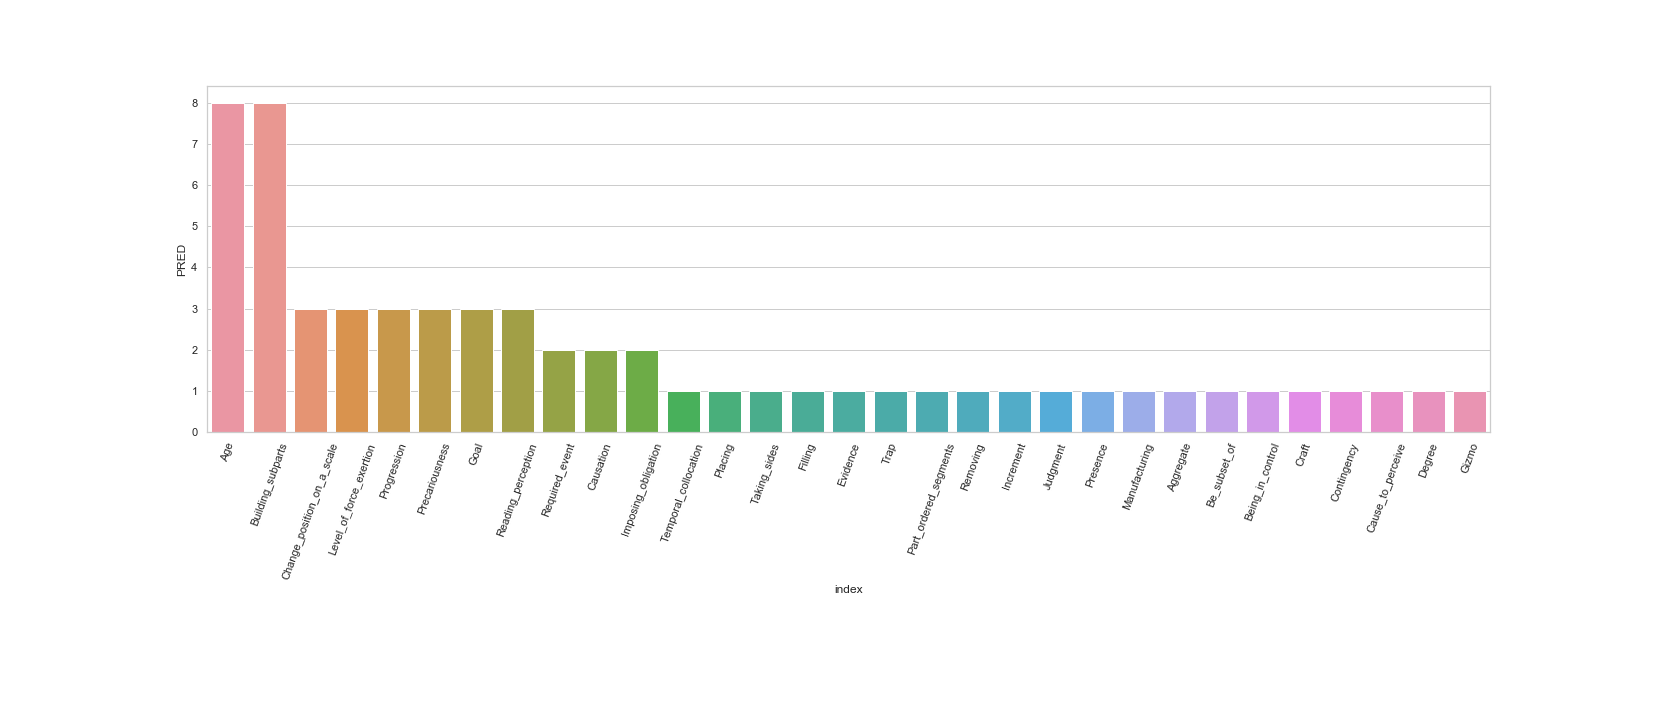 PRED
8
7
6
5
4
3
2
1
0
Age
Building_subparts
Change_position_on_a_scale
Level_of_force_exertion
Progression
Precariousness
Goal
Reading_perception
Required_event
Causation
Imposing_obligation
Temporal_collocation
Placing
Taking_sides
Filling
Evidence
Trap
Part_ordered_segments
Removing
Increment
Judgment
Presence
Manufacturing
Aggregate
Be_subset_of
Being_in_control
Craft
Contingency
Cause_to_perceive
Degree
Gizmo
index